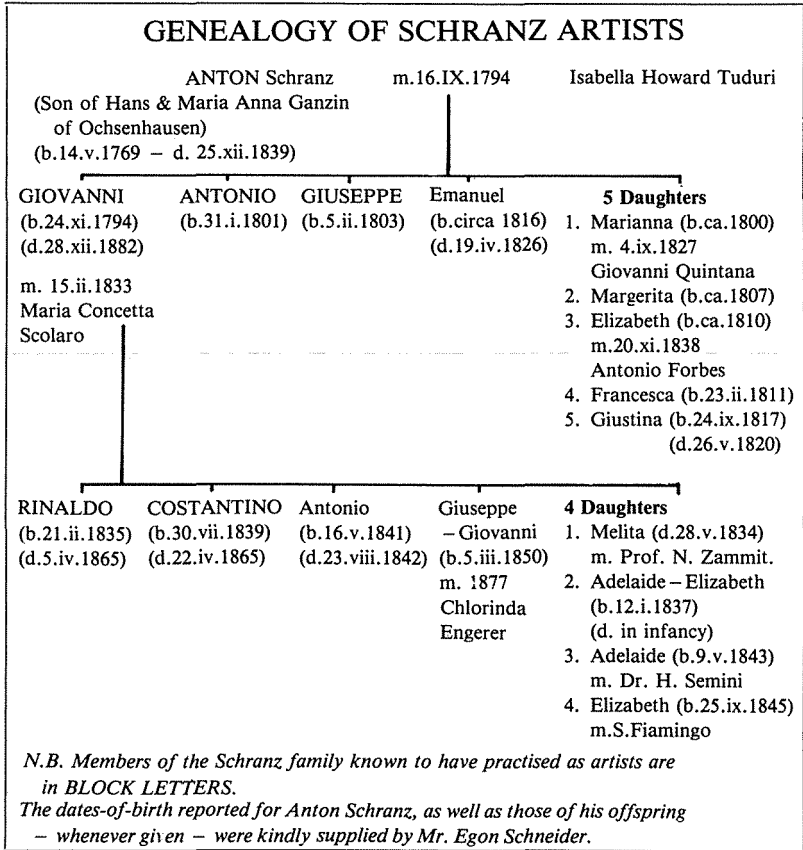 GENEALOGY OF SCHRANZ ARTISTS
ANTON Schranz m.16.IX.1794 Isabella Howard Tuduri
(Son of Hans & Maria Anna Ganzin
of Ochsenhausen)
(b.14.v.1769 – d. 25.xii.1839)
GIOVANNI
(b.24.xi.1794)
(d.28.xii.1882)
m. 15.ii.1833
Maria Concetta
Scolaro
ANTONIO
(b.31.i.1801)
GIUSEPPE
(b.5.ii.1803)
Emanuel
(b.circa 1816)
(d.19.iv.1826)
5 Daughters
1. Marianna (b.ca.1800)
m. 4.ix.1827
Giovanni Quintana
2. Margerita (b.ca.1807)
3. Elizabeth (b.ca.1810)
m.20.xi.1838
Antonio Forbes
4. Francesca (b.23.ii.1811)
5. Giustina (b.24.ix.1817)
(d.26.v.1820)
RINALDO
(b.21.ii.1835)
(d.5.iv.1865)
COSTANTINO
(b.30.vii.1839)
(d.22.iv.1865)
Antonio
(b.16.v.1841)
(d.23.viii.1842)
Giuseppe
–Giovanni
(b.5.iii.1850)
m. 1877
Chlorinda
Engerer
4 Daughters
1. Melita (d.28.v.1834)
m. Prof. N. Zammit.
2. Adelaide–Elizabeth
(b.12.i.1837)
(d. in infancy)
3. Adelaide (b.9.v.1843)
m. Dr. H. Semini
4. Elizabeth (b.25.ix.1845)
m.S.Fiamingo
N.B. Members of the Schranz family known to have practised as artists are
in BLOCK LETTERS.
The dates-of-birth reported for Anton Schranz, as well as those of his offspring
– whenever given – were kindly supplied by Mr. Egon Schneider.